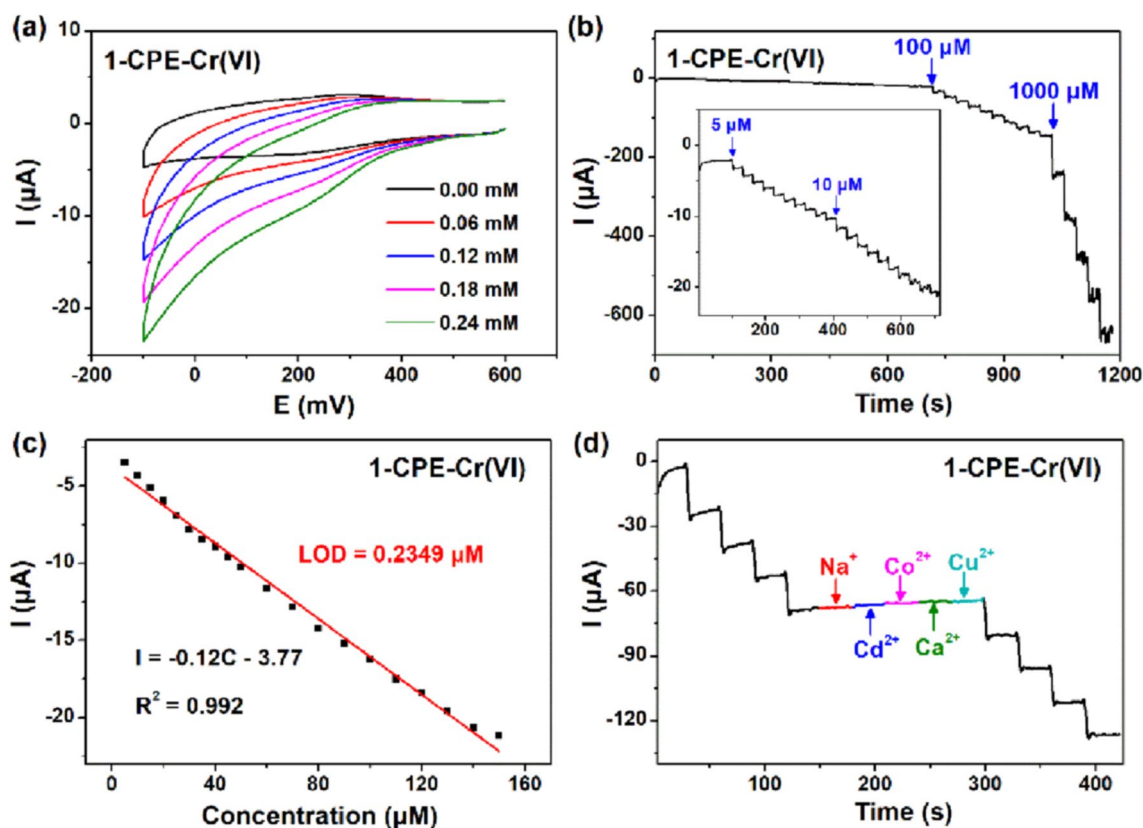 (a)
1-CPE-Cr(VI)
10
0
-10
-20
I (μA)
0.00 mM
0.06 mM
0.12 mM
0.18 mM
0.24 mM
-200
0
200
400
600
E (mV)
(b)
1-CPE-Cr(VI)
100 μM
1000 μM
0
-200
-400
-600
I (μA)
5 μM
10 μM
0
-10
-20
200
400
600
0
300
600
900
1200
Time (s)
(c)
1-CPE-Cr(VI)
LOD = 0.2349 μM
I = -0.12C - 3.77
R² = 0.992
-5
-10
-15
-20
I (μA)
0
40
80
120
160
Concentration (μM)
(d)
1-CPE-Cr(VI)
0
-30
-60
-90
-120
I (μA)
Na⁺
Co²⁺
Cu²⁺
Cd²⁺
Ca²⁺
100
200
300
400
Time (s)